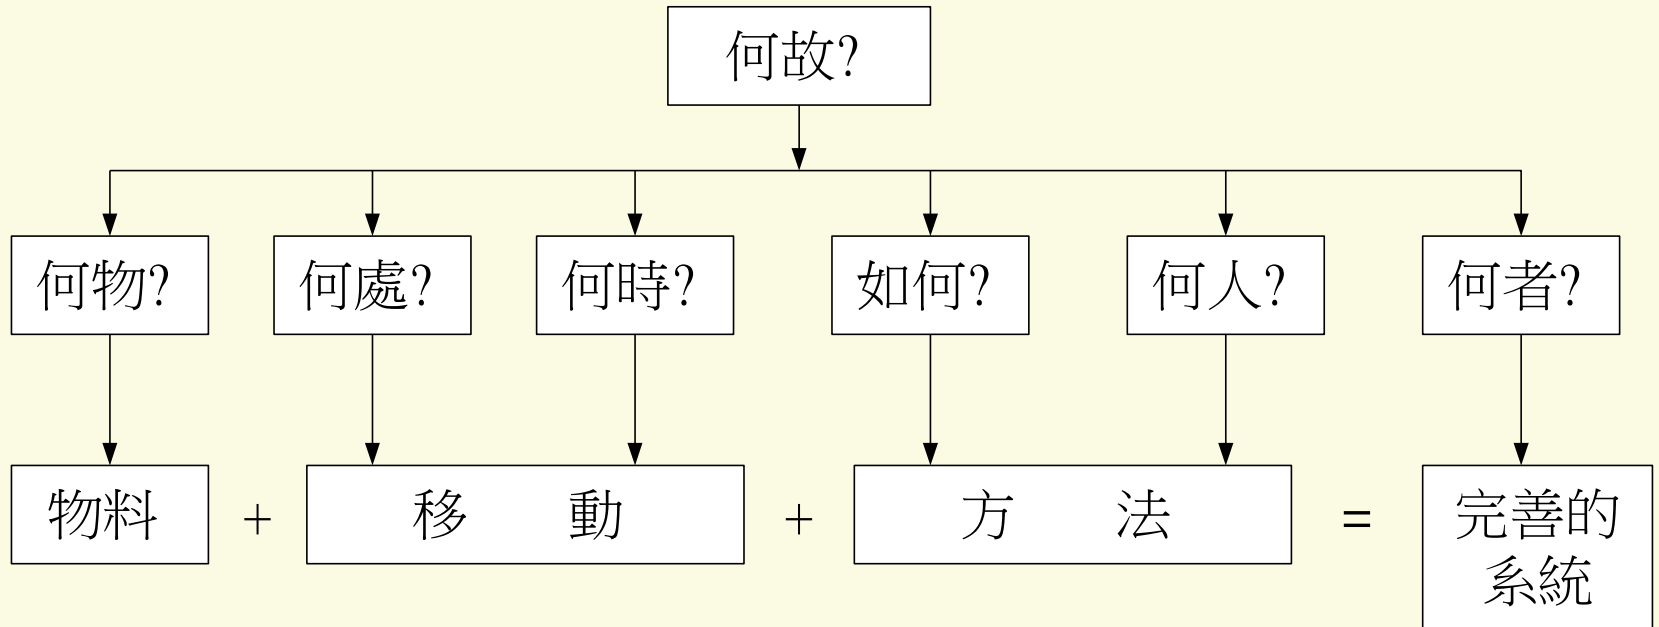 何故?
何物?
何處?
何時?
如何?
何人?
何者?
物料
+
移動
+
方法
=
完善的
系統